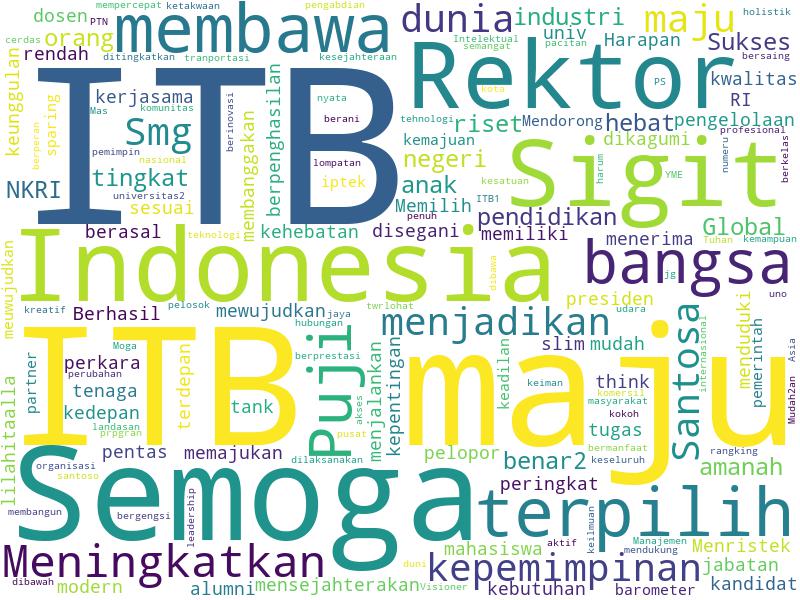 mempercepat ketakwaan pengabdian
dosen PTN membawa dunia industri maju holistik
cerdas orang Intelektual univ Harapan Sukses
rendah ditingkatkan tranportasi kesejahteraan semangat pacitan bersaing
keunggulan sparing ITB Rektor PS kwalitas
kerjasama nyata kota RI
Mas komunitas berinovasi berpenghasilan berani tehnologi riset Mendorong hebat pengelolaan
berperan Smg membanggakan lompatan kemajuan dikagumi profesional
pemimpin nasional negeri Sigit numeru berkelas
NKRI tingkat iptek anak kesatuan harum YME
universitas2 sesuai Memilih ITB1
penuh pendidikan Global
berasal teknologi kehebatan disegani memiliki menerima Tuhan kemampuan
meuwujudkan Indonesia dibawa bangsa jg
presiden uno
kreatif Berhasil pelosok mewujudkan jaya twrlohat udara
Moga hubungan menjadikan Santosa internasional menduduki pemerintah
partner perkara ITB terdepan berprestasi Puji menjalankan kepentingan maju keadilan slim mudah Asia
perubahan keiman think Mudah2an
tenaga komersil
kedepan tank akses masyarakat
landasan kokoh
prpgran pusat tugas
lilahitaalla pentas memajukan pelopor bermanfaat rangking
organisasi dilaksanakan benar2 keseluruh amanah
santoso Semoga peringkat
membangun leadership terpilih
bergengsi keilmuan Manajemen
Meningkatkan mahasiswa aktif mendukung Menristek
duni kepemimpinan jabatan
dibawah modern alumni mensejahterakan Visioner kebutuhan barometer kandidat